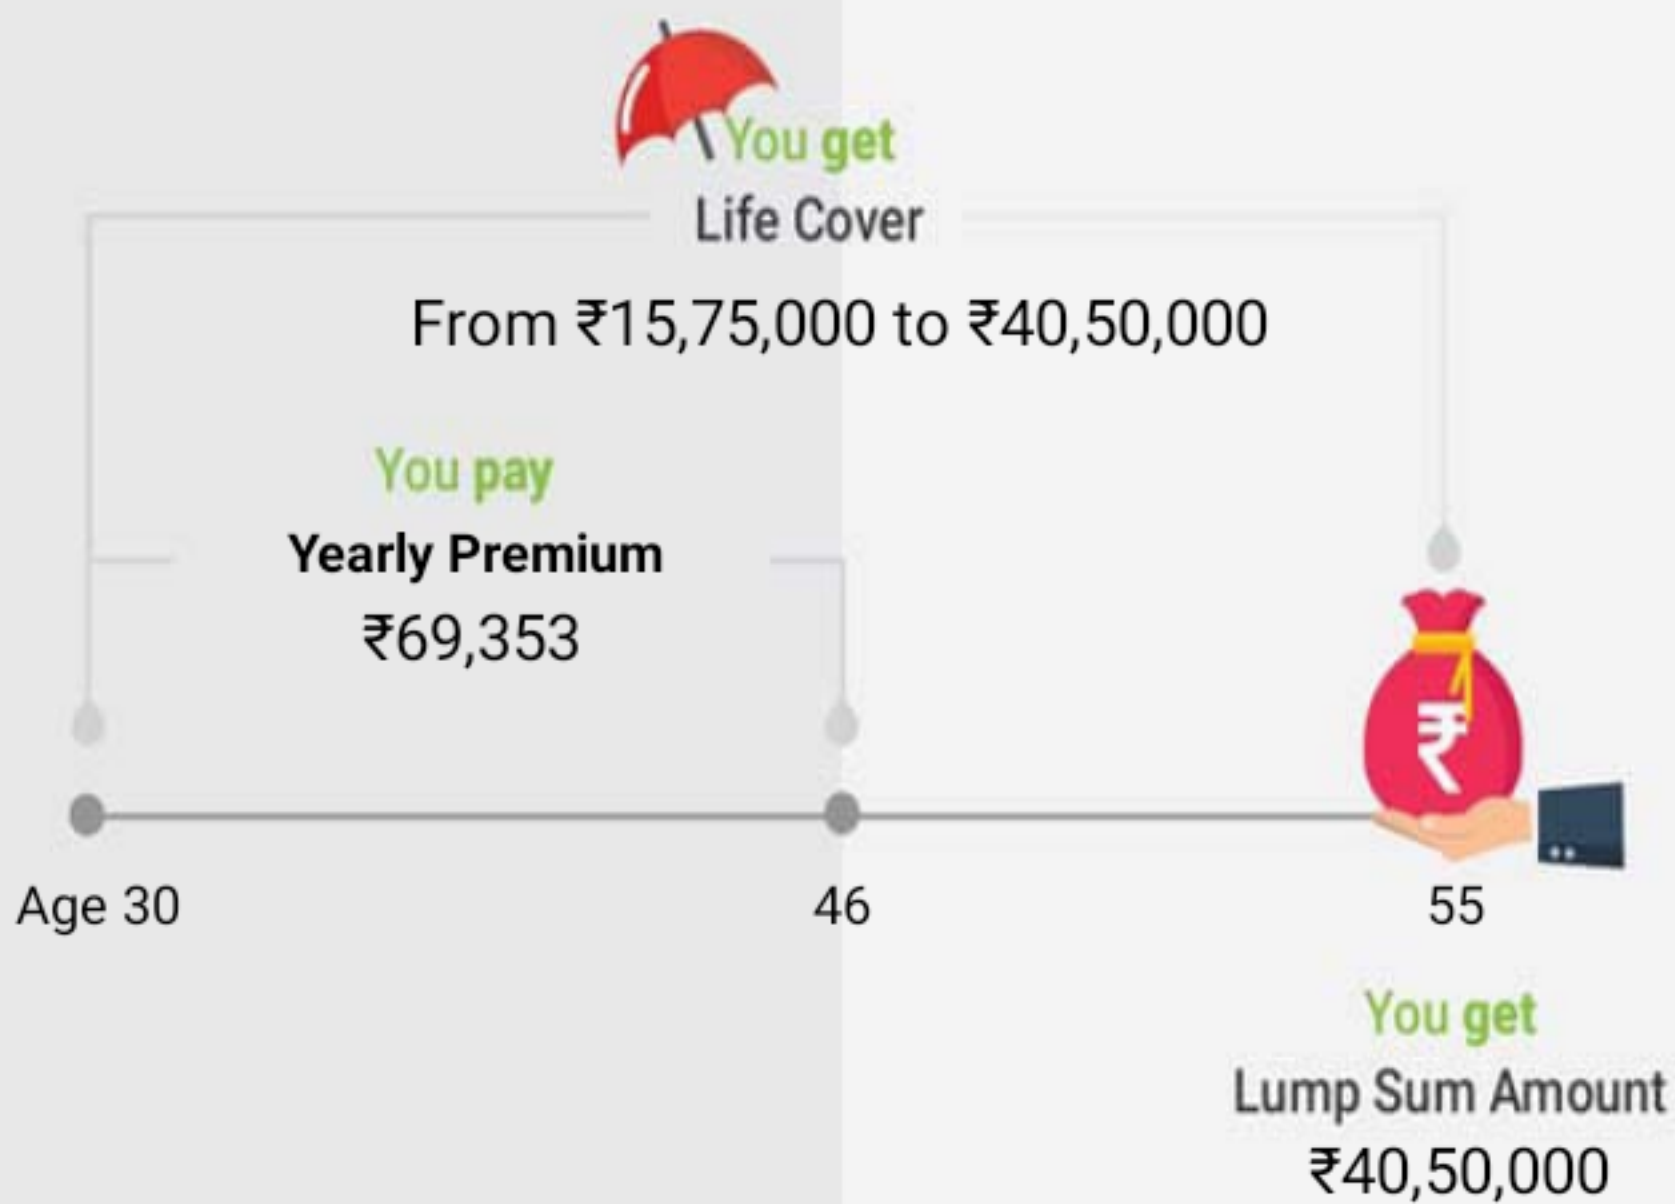 You get
Life Cover
From ₹15,75,000 to ₹40,50,000
You pay
Yearly Premium
₹69,353
₹
Age 30
46
55
You get
Lump Sum Amount
₹40,50,000